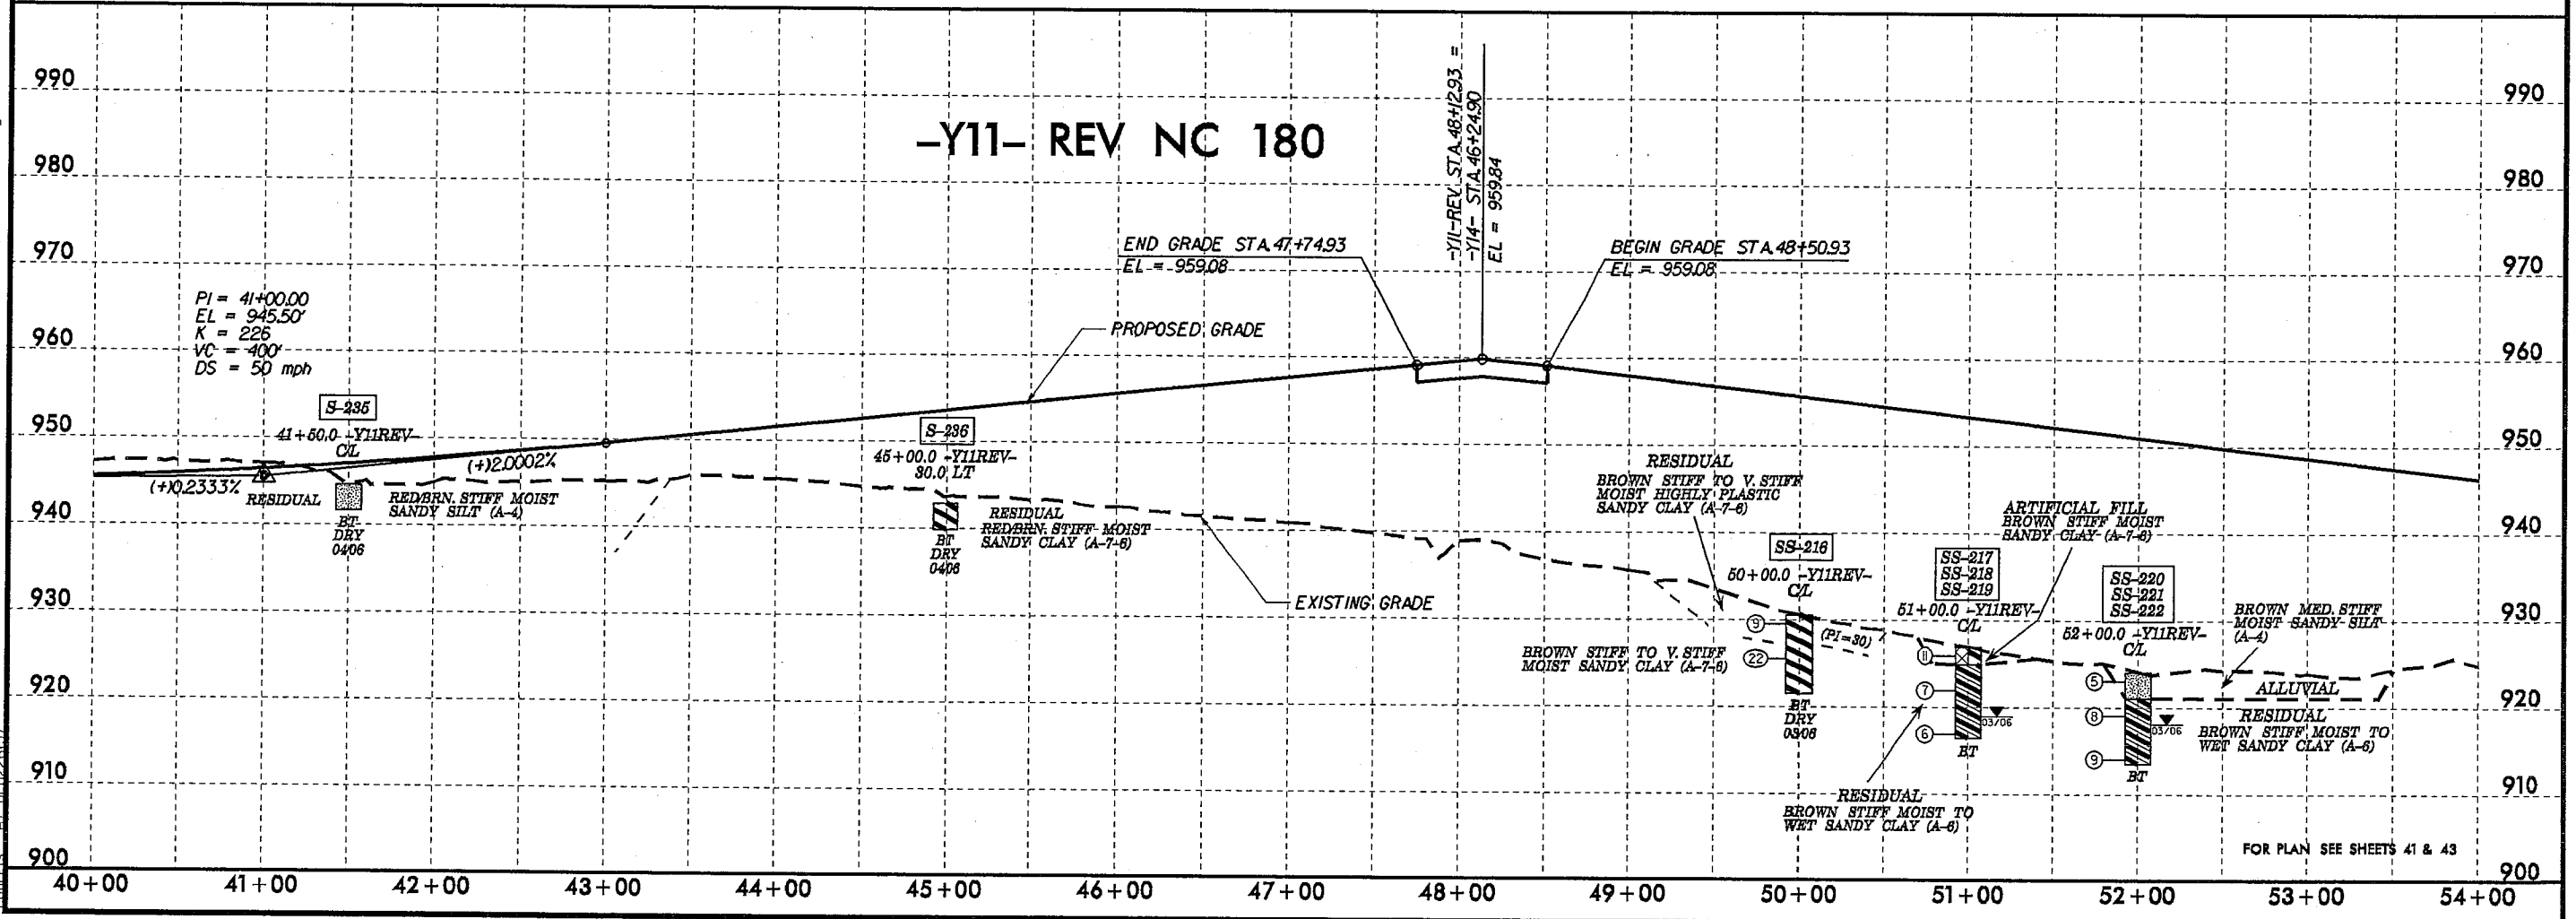 -Y11- REV NC 180
-Y11-REV STA.48+12.93 =
-Y14- STA.46+24.90
EL = 959.84
990
980
970
960
950
940
930
920
910
900
990
980
970
960
950
940
930
920
910
900
END GRADE STA.47+74.93
EL = 959.08
BEGIN GRADE STA.48+50.93
EL = 959.08
PI = 41+00.00
EL = 945.50'
K = 226
VC = 400'
DS = 50 mph
PROPOSED GRADE
(+)0.2333%
(+)2.0002%
S-235
41+50.0 -Y11REV-
C/L
RESIDUAL
RED/BRN. STIFF MOIST
SANDY SILT (A-4)
BT
DRY
04/06
S-236
45+00.0 -Y11REV-
30.0 LT
RESIDUAL
RED/BRN. STIFF MOIST
SANDY CLAY (A-7-6)
BT
DRY
04/06
EXISTING GRADE
RESIDUAL
BROWN STIFF TO V. STIFF
MOIST HIGHLY PLASTIC
SANDY CLAY (A-7-6)
BROWN STIFF TO V. STIFF
MOIST SANDY CLAY (A-7-6)
SS-216
50+00.0 -Y11REV-
C/L
9
22
(PI=30)
BT
DRY
03/06
ARTIFICIAL FILL
BROWN STIFF MOIST
SANDY CLAY (A-7-6)
SS-217
SS-218
SS-219
51+00.0 -Y11REV-
C/L
11
7
6
03/06
BT
RESIDUAL
BROWN STIFF MOIST TO
WET SANDY CLAY (A-6)
SS-220
SS-221
SS-222
52+00.0 -Y11REV-
C/L
5
8
9
03/06
BT
BROWN MED. STIFF
MOIST SANDY SILT
(A-4)
ALLUVIAL
RESIDUAL
BROWN STIFF MOIST TO
WET SANDY CLAY (A-6)
FOR PLAN SEE SHEETS 41 & 43
40+00 41+00 42+00 43+00 44+00 45+00 46+00 47+00 48+00 49+00 50+00 51+00 52+00 53+00 54+00